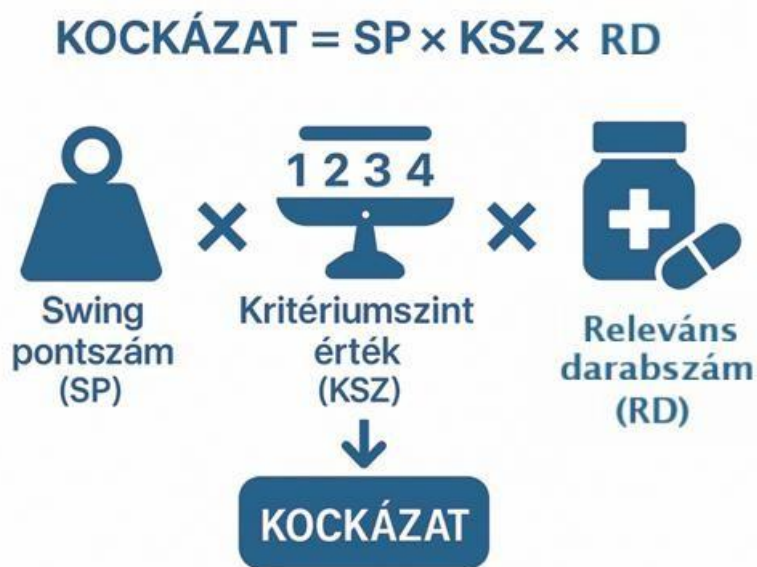 KOCKÁZAT = SP × KSZ × RD
1 2 3 4
× ×
Swing
pontszám
(SP)
Kritériumszint
érték
(KSZ)
Releváns
darabszám
(RD)
KOCKÁZAT